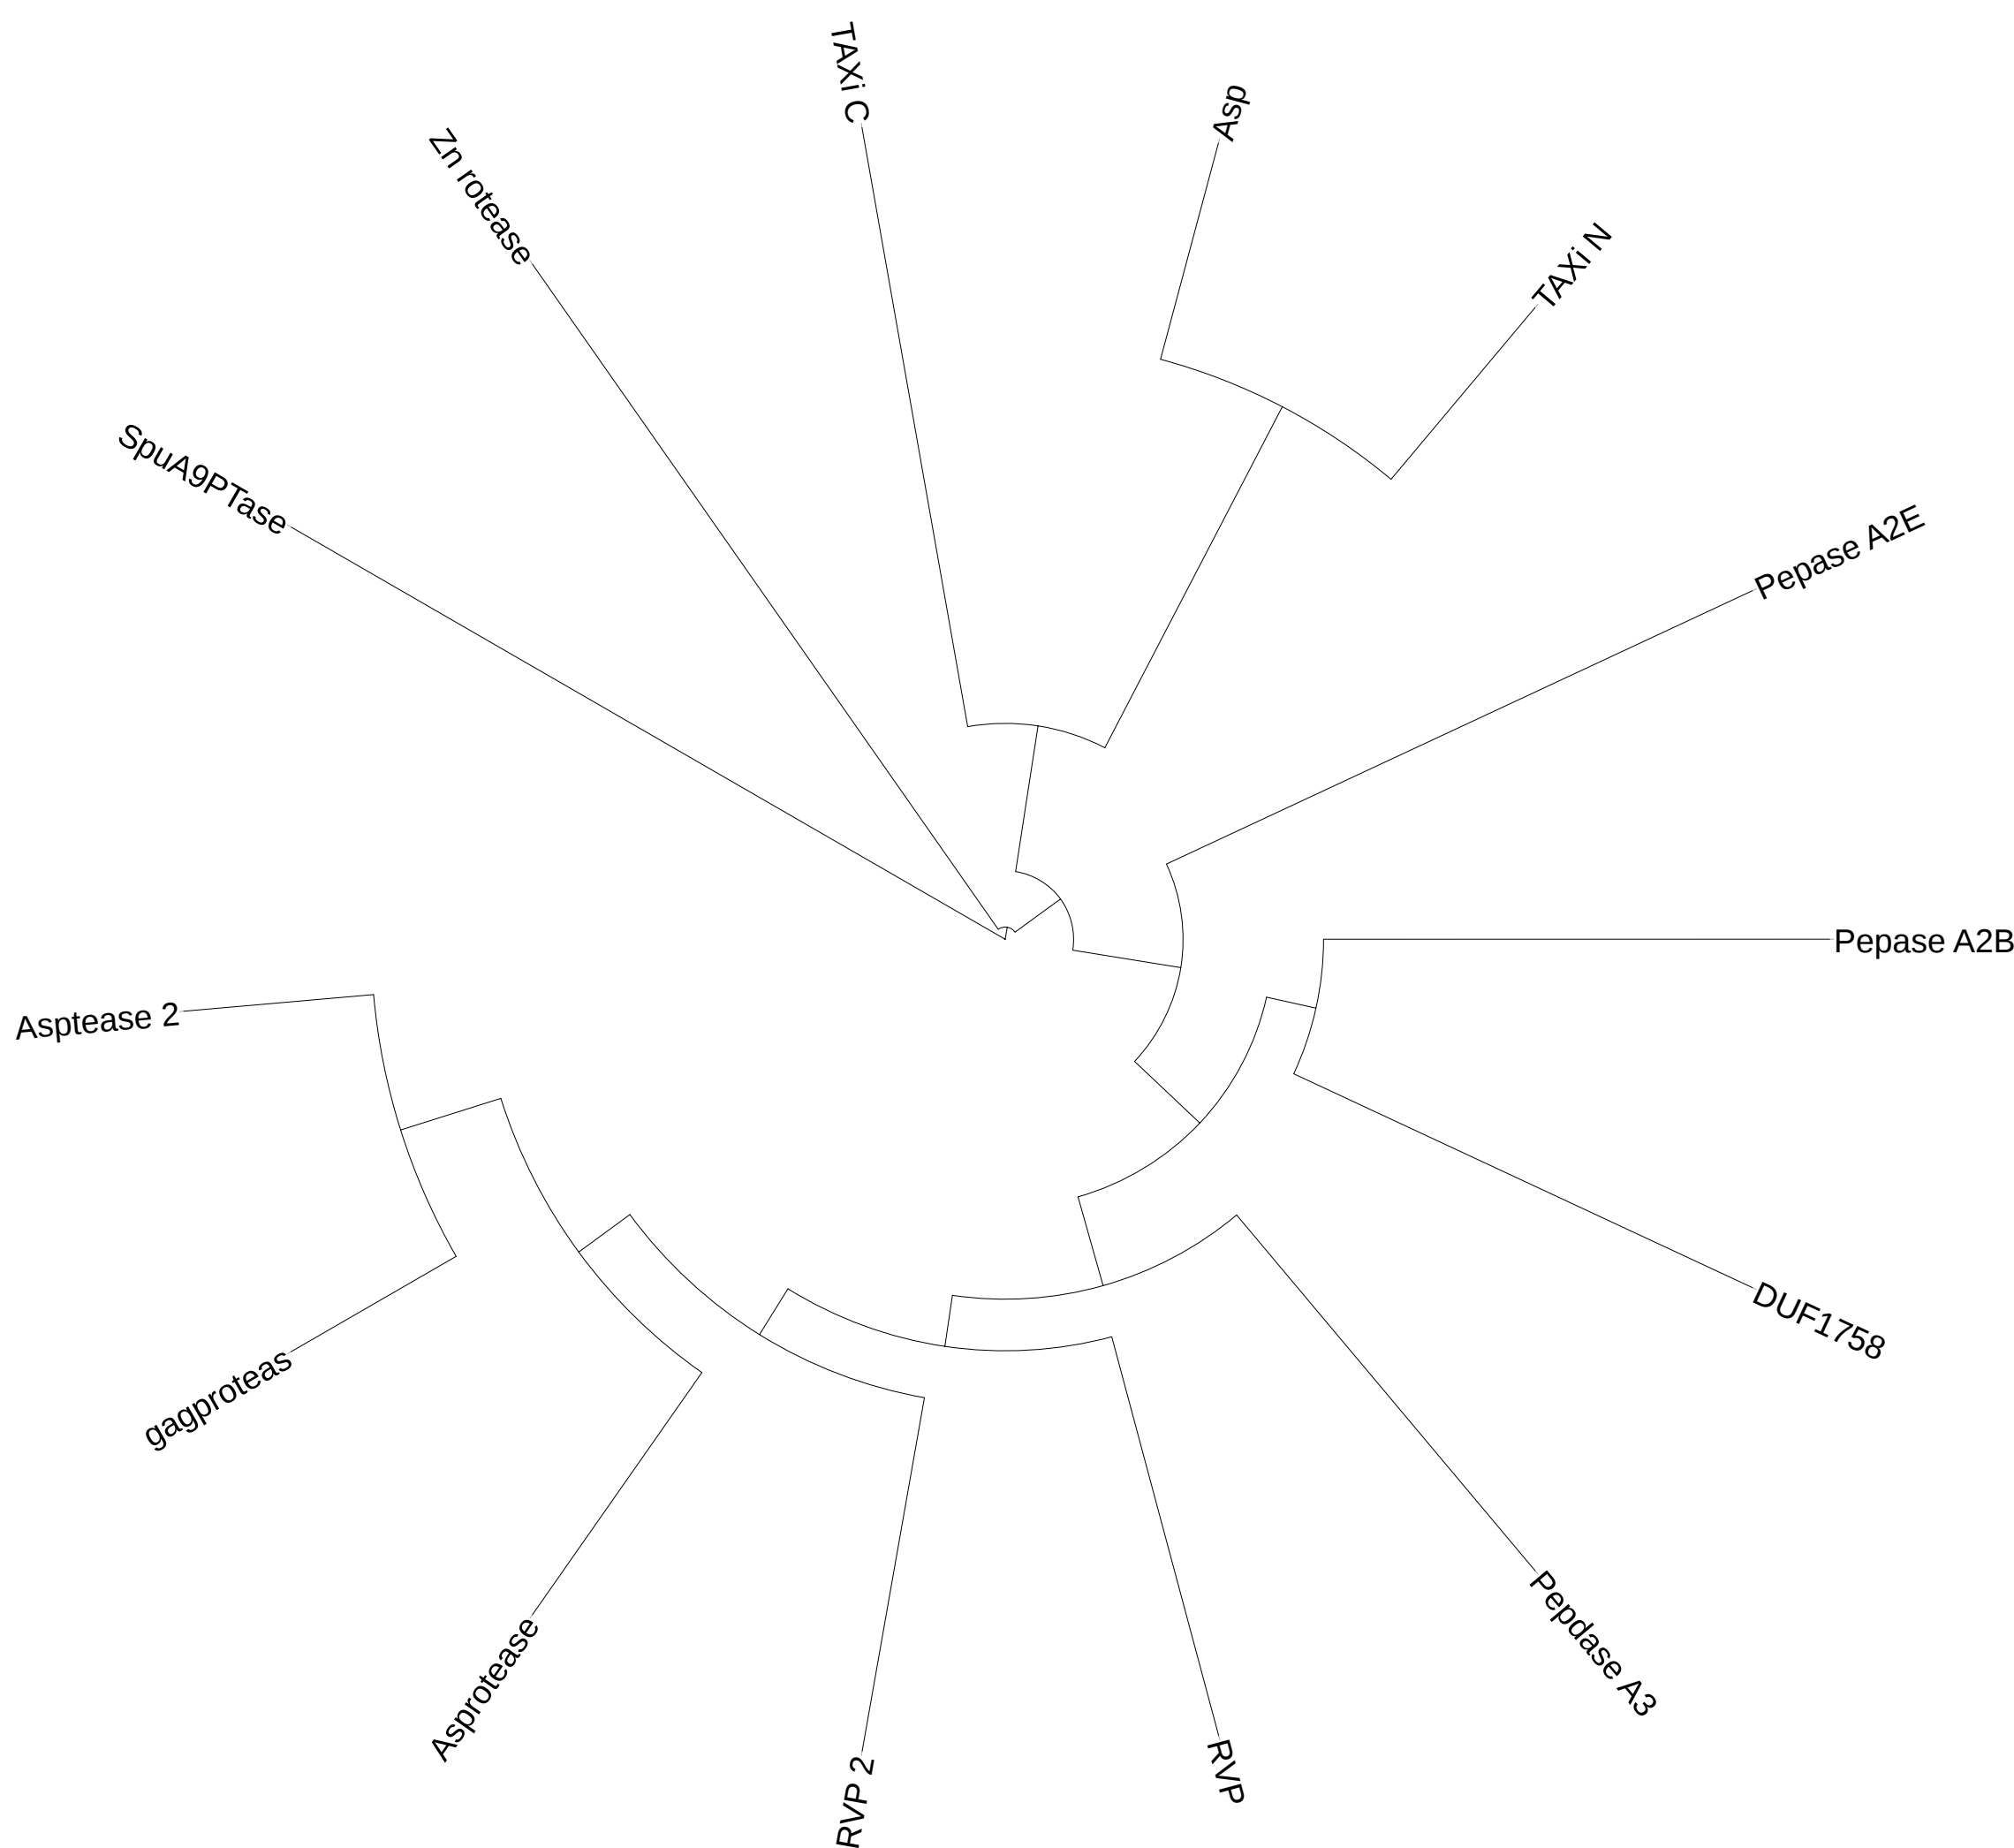 TAXi C
Asp
Zn rotease
TAXi N
SpuA9PTase
Pepase A2E
Pepase A2B
Asptease 2
DUF1758
gagproteas
Pepdase A3
Asprotease
RVP
RVP 2